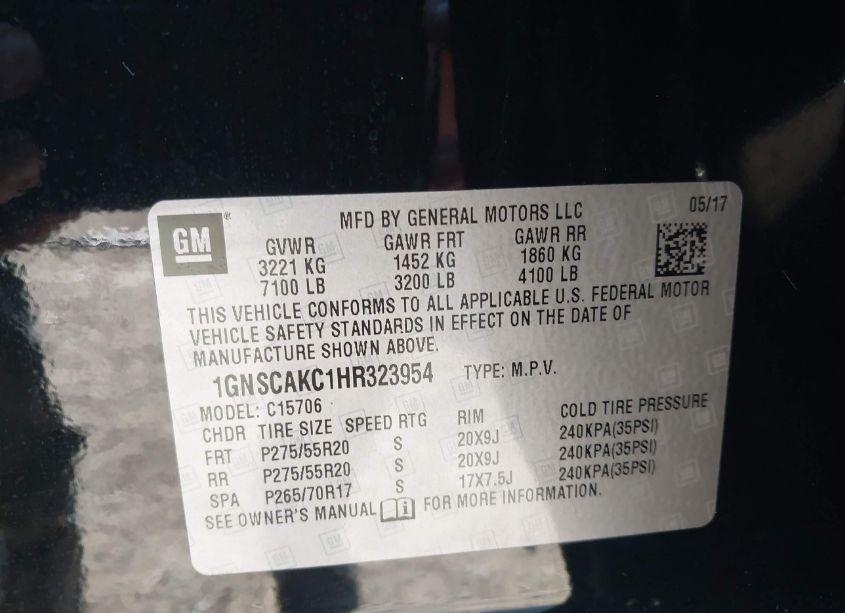 GM ® MFD BY GENERAL MOTORS LLC 05/17
GVWR GAWR FRT GAWR RR
3221 KG 1452 KG 1860 KG
7100 LB 3200 LB 4100 LB
THIS VEHICLE CONFORMS TO ALL APPLICABLE U.S. FEDERAL MOTOR
VEHICLE SAFETY STANDARDS IN EFFECT ON THE DATE OF
MANUFACTURE SHOWN ABOVE.
1GNSCAKC1HR323954 TYPE: M.P.V.
MODEL: C15706
CHDR TIRE SIZE SPEED RTG RIM COLD TIRE PRESSURE
FRT P275/55R20 S 20X9J 240KPA(35PSI)
RR P275/55R20 S 20X9J 240KPA(35PSI)
SPA P265/70R17 S 17X7.5J 240KPA(35PSI)
SEE OWNER'S MANUAL FOR MORE INFORMATION.